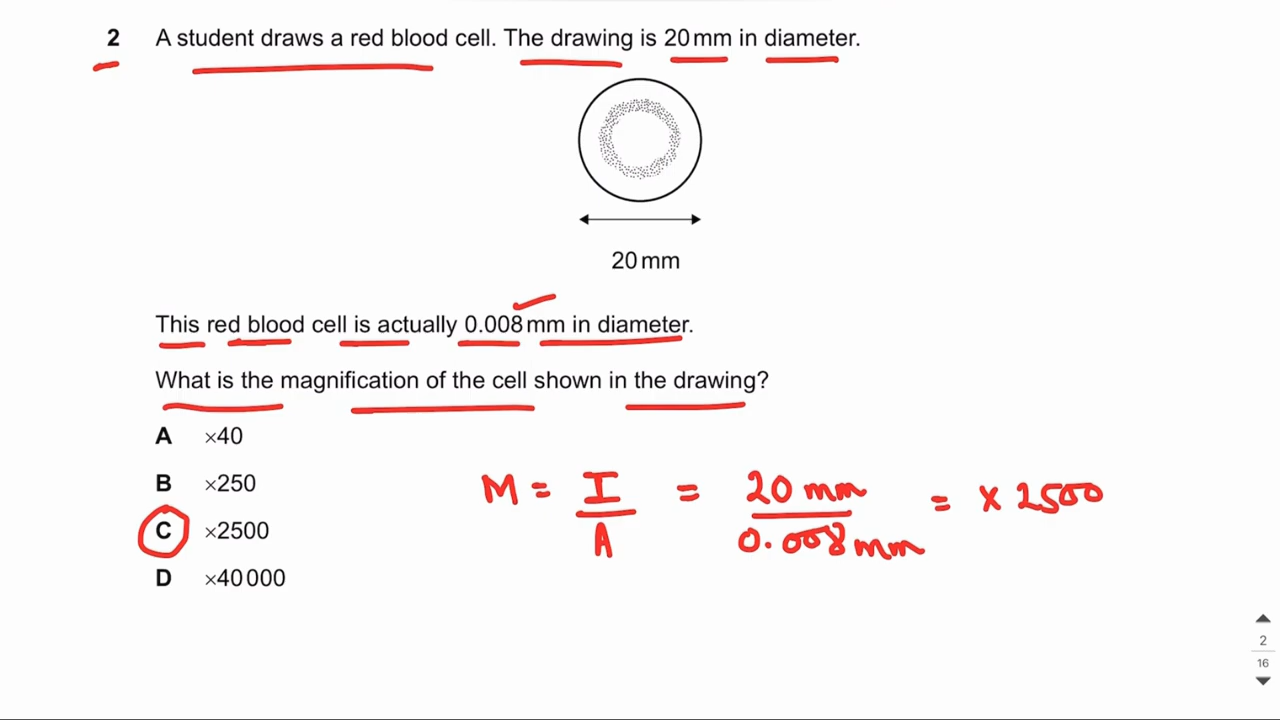 2 A student draws a red blood cell. The drawing is 20 mm in diameter.
20 mm
This red blood cell is actually 0.008 mm in diameter.
What is the magnification of the cell shown in the drawing?
A ×40
B ×250
C ×2500
D ×40 000
M = I / A = 20 mm / 0.008 mm = × 2500
2
16